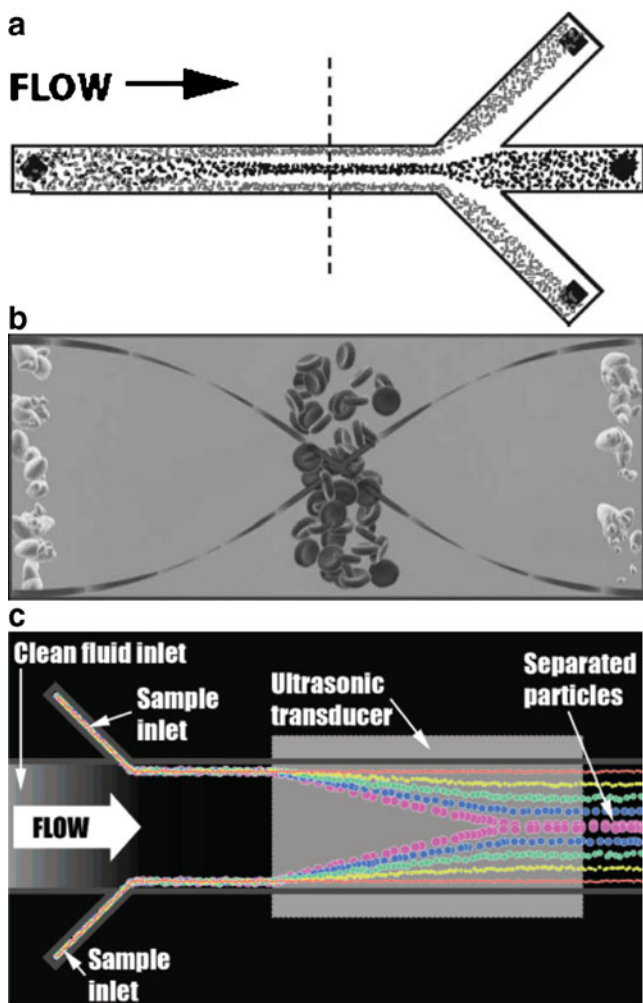 a
FLOW
b
c
Clean fluid inlet
Sample
inlet
Ultrasonic
transducer
Separated
particles
FLOW
Sample
inlet